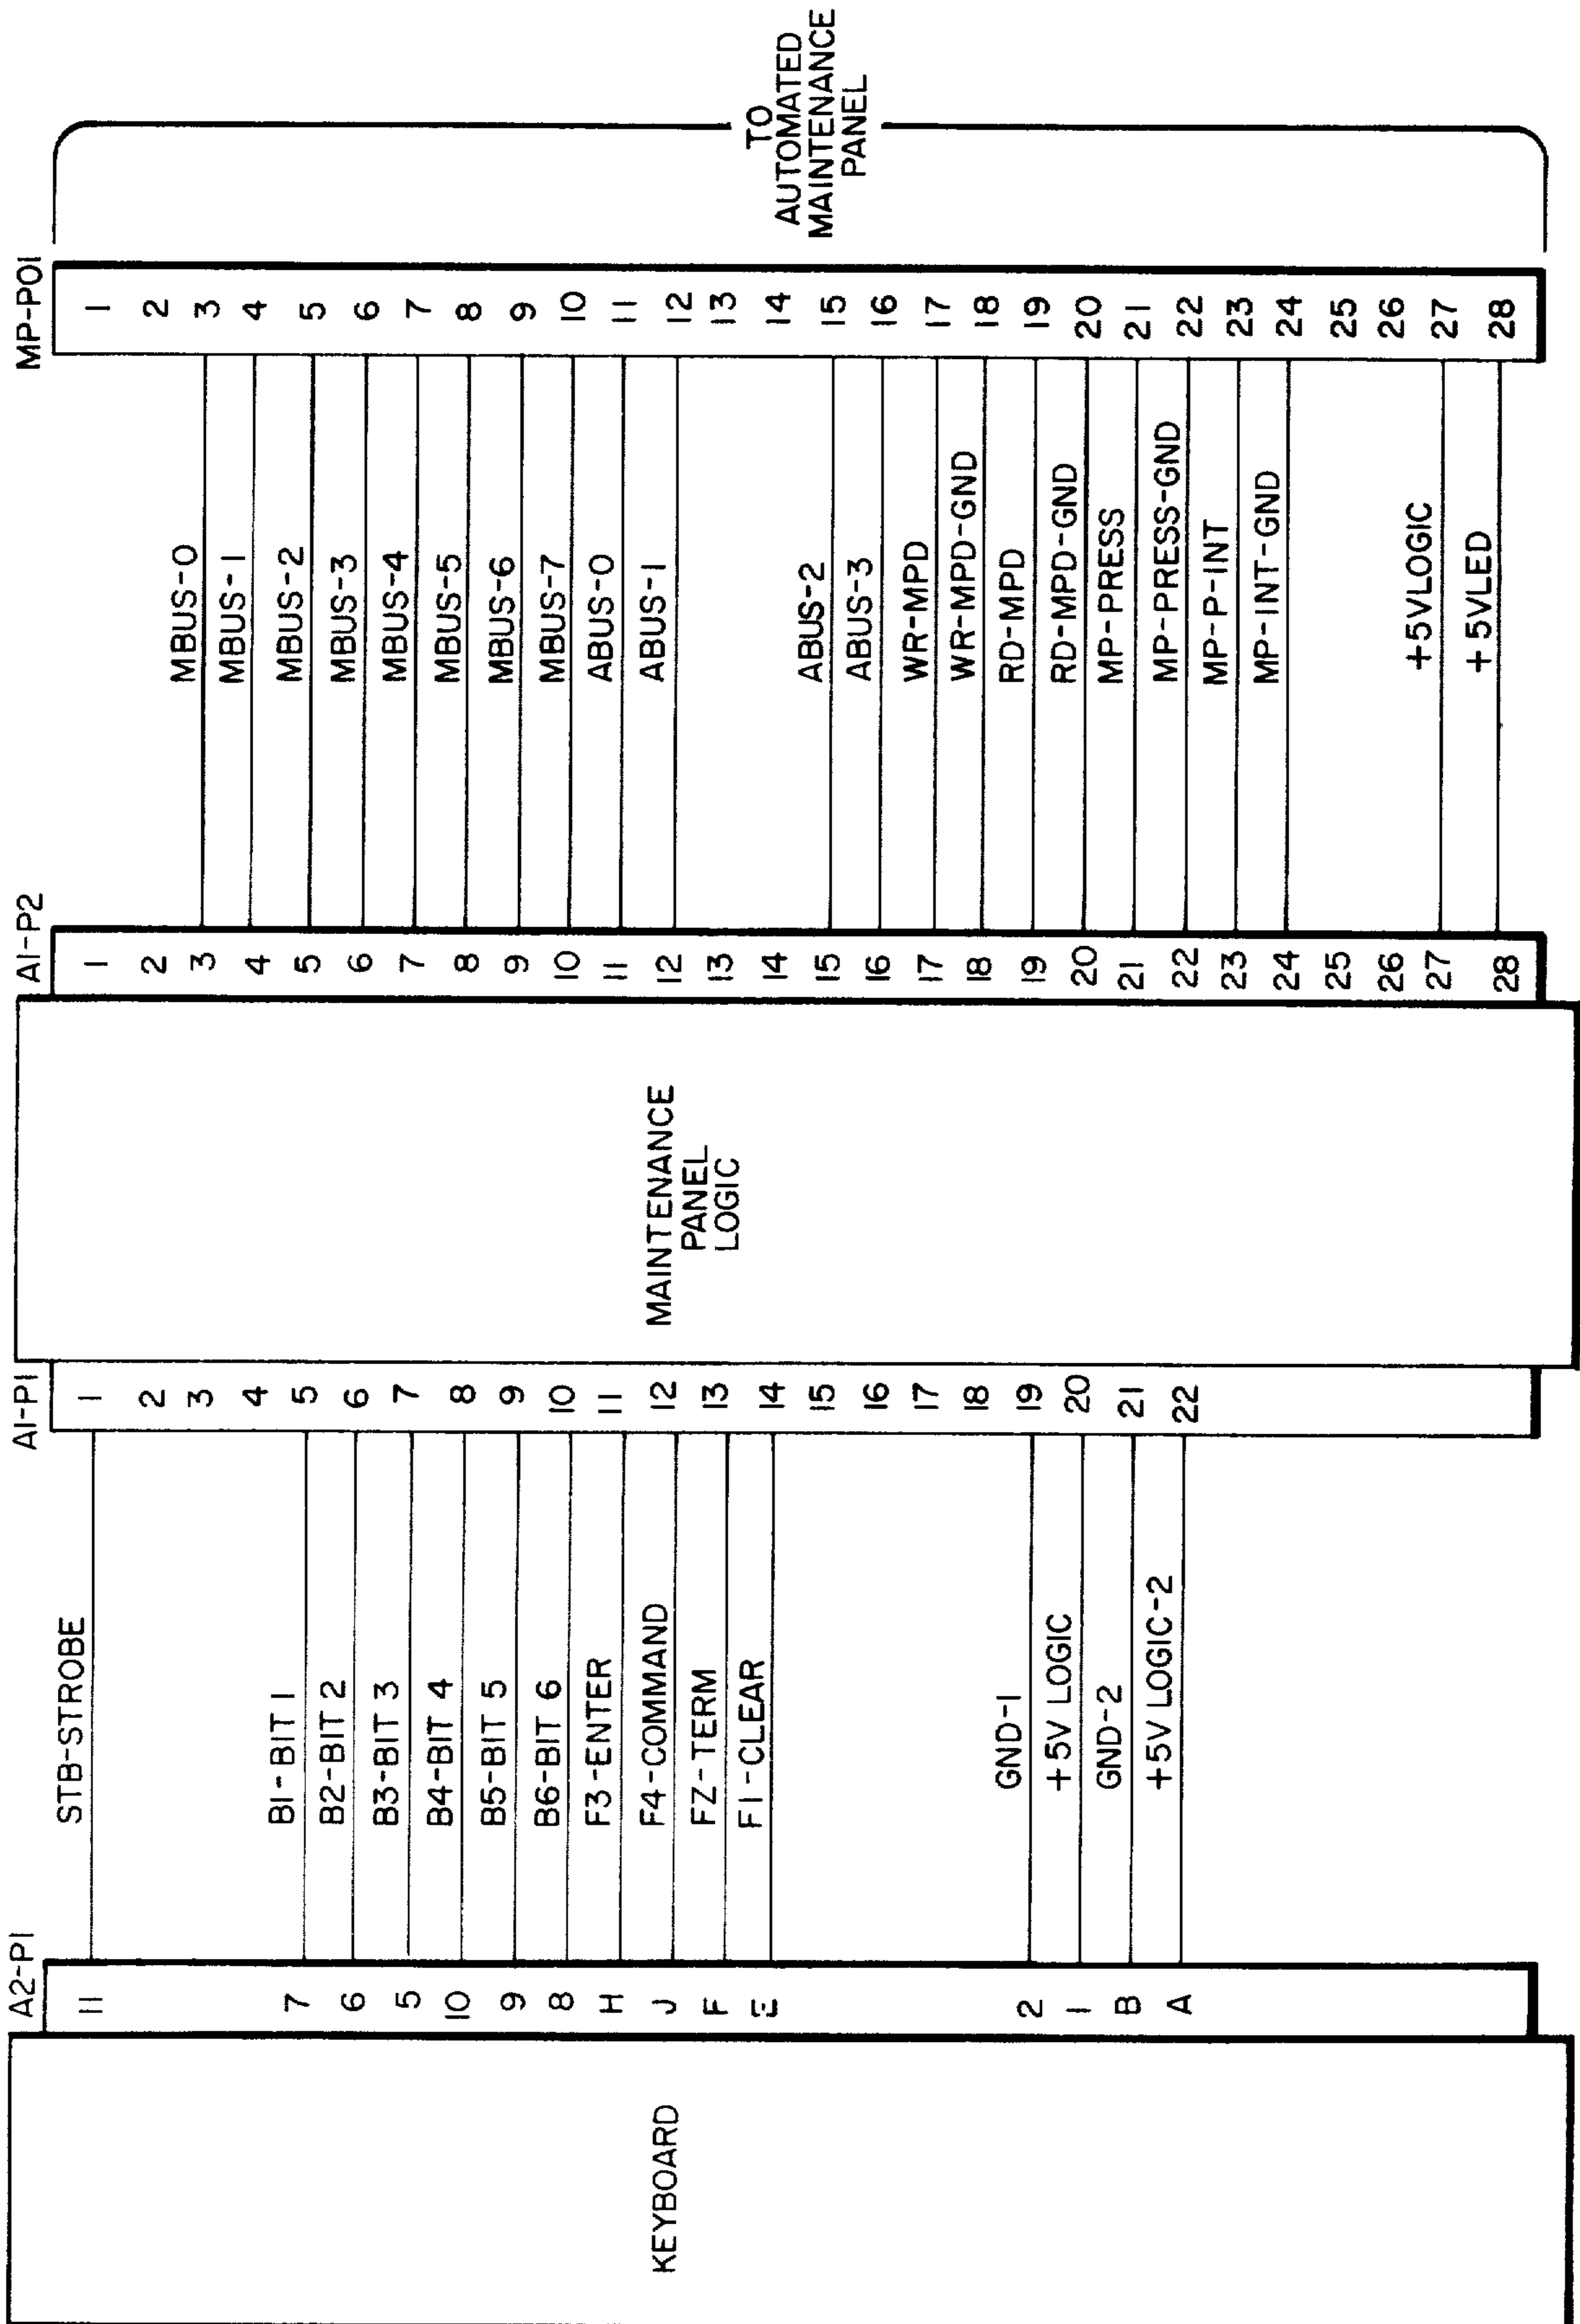 KEYBOARD
A2-P1
11
7
6
5
10
9
8
H
J
F
E
2
1
B
A
STB-STROBE
B1-BIT 1
B2-BIT 2
B3-BIT 3
B4-BIT 4
B5-BIT 5
B6-BIT 6
F3-ENTER
F4-COMMAND
FZ-TERM
F1-CLEAR
GND-1
+5V LOGIC
GND-2
+5V LOGIC-2
A1-P1
1
2
3
4
5
6
7
8
9
10
11
12
13
14
15
16
17
18
19
20
21
22
MAINTENANCE
PANEL
LOGIC
A1-P2
1
2
3
4
5
6
7
8
9
10
11
12
13
14
15
16
17
18
19
20
21
22
23
24
25
26
27
28
MBUS-0
MBUS-1
MBUS-2
MBUS-3
MBUS-4
MBUS-5
MBUS-6
MBUS-7
ABUS-0
ABUS-1
ABUS-2
ABUS-3
WR-MPD
WR-MPD-GND
RD-MPD
RD-MPD-GND
MP-PRESS
MP-PRESS-GND
MP-P-INT
MP-INT-GND
+5VLOGIC
+5VLED
MP-P01
1
2
3
4
5
6
7
8
9
10
11
12
13
14
15
16
17
18
19
20
21
22
23
24
25
26
27
28
TO
AUTOMATED
MAINTENANCE
PANEL